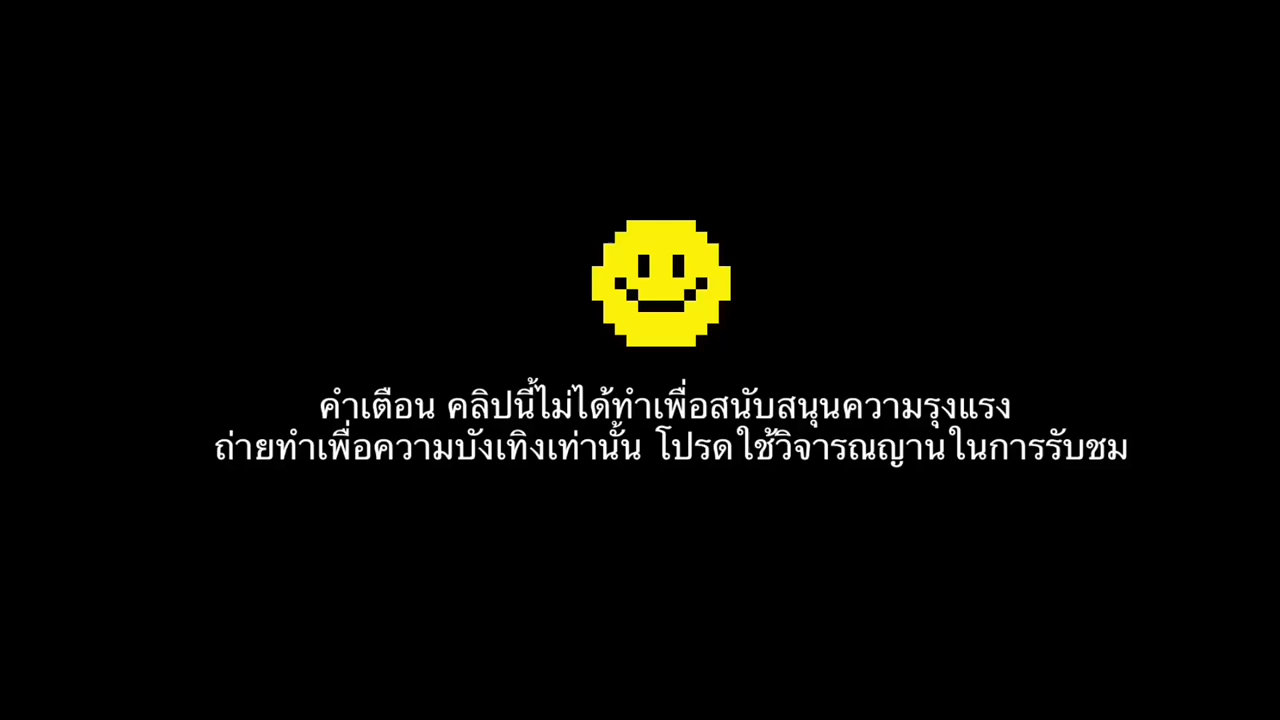 คำเตือน คลิปนี้ไม่ได้ทำเพื่อสนับสนุนความรุงแรง
ถ่ายทำเพื่อความบังเทิงเท่านั้น โปรดใช้วิจารณญานในการรับชม